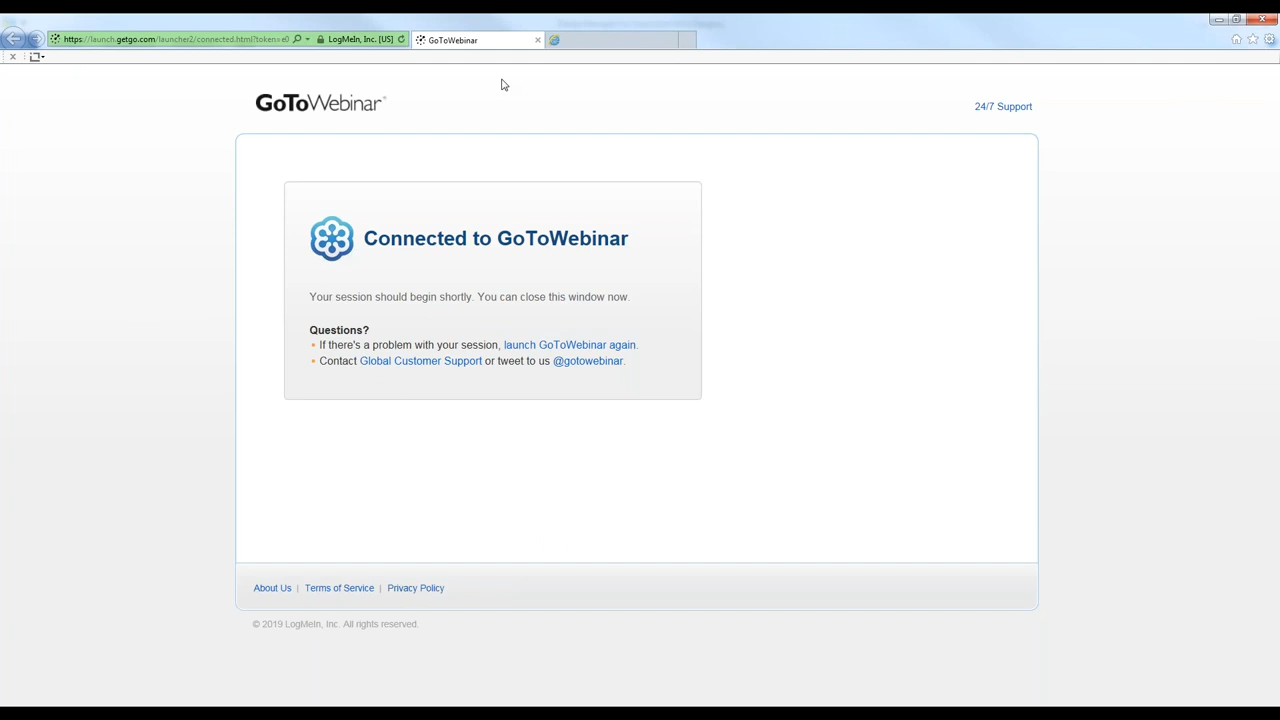 https://launch.getgo.com/launcher2/connected.html?token=e0
LogMeIn, Inc. [US]
GoToWebinar
GoToWebinar
24/7 Support
Connected to GoToWebinar
Your session should begin shortly. You can close this window now.
Questions?
If there's a problem with your session, launch GoToWebinar again.
Contact Global Customer Support or tweet to us @gotowebinar.
About Us | Terms of Service | Privacy Policy
© 2019 LogMeIn, Inc. All rights reserved.